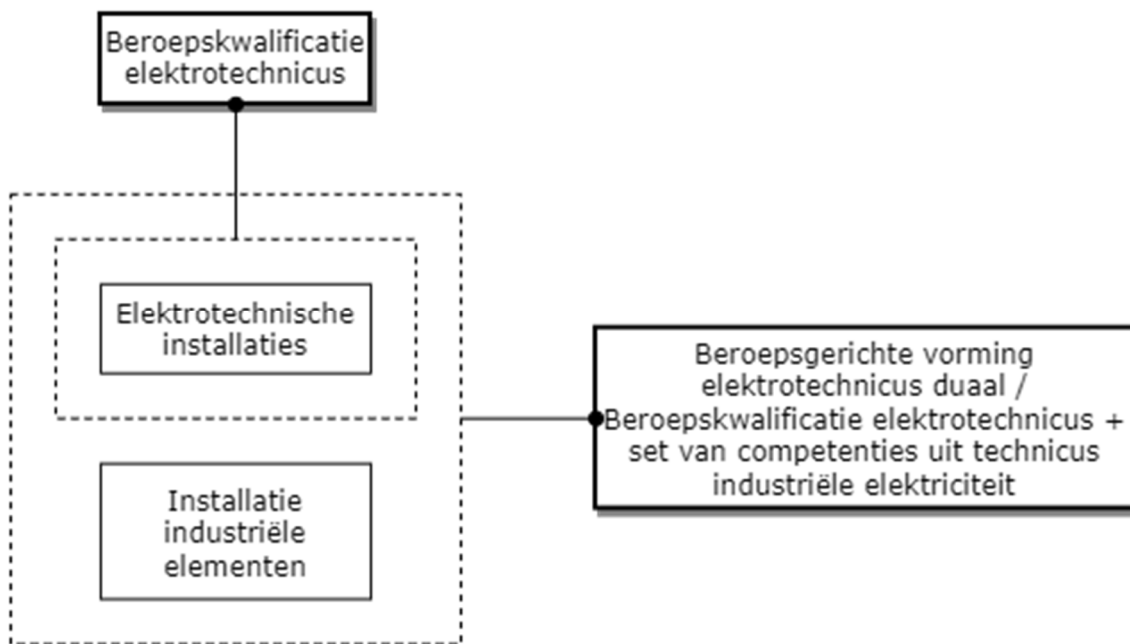 Beroepskwalificatie
elektrotechnicus
Elektrotechnische
installaties
Installatie
industriële
elementen
Beroepsgerichte vorming
elektrotechnicus duaal /
Beroepskwalificatie elektrotechnicus +
set van competenties uit technicus
industriële elektriciteit